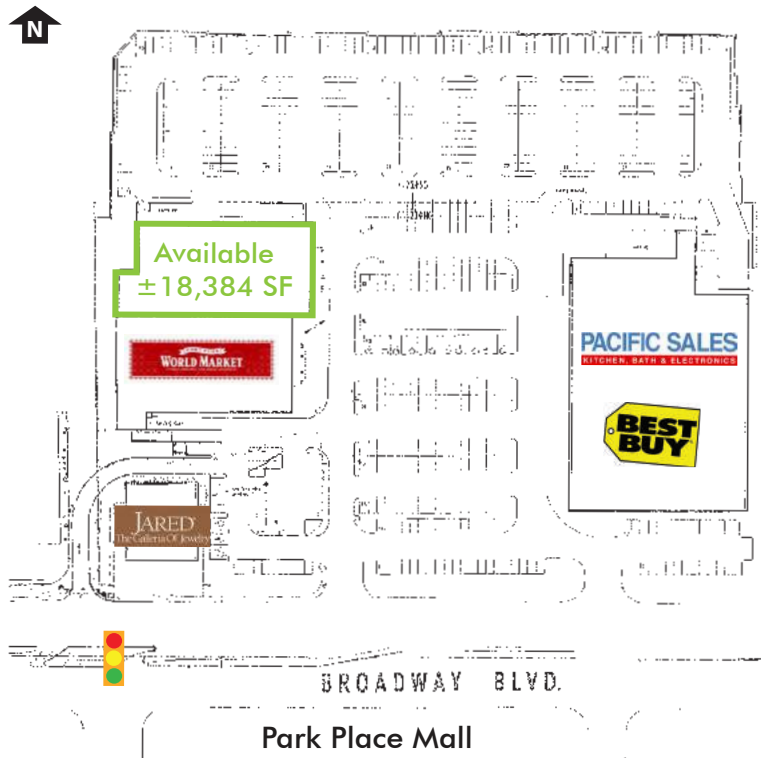 N
Available
±18,384 SF
WORLD MARKET
PACIFIC SALES
KITCHEN, BATH & ELECTRONICS
BEST
BUY
JARED
The Galleria Of Jewelry
BROADWAY BLVD.
Park Place Mall